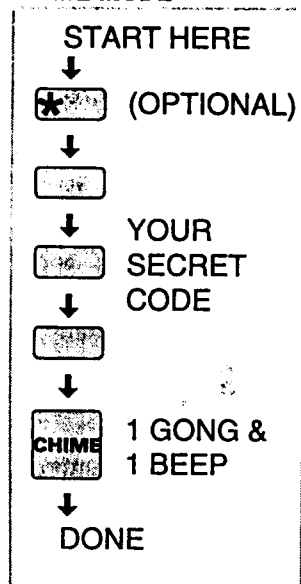 START HERE
* (OPTIONAL)
YOUR
SECRET
CODE
CHIME
1 GONG &
1 BEEP
DONE